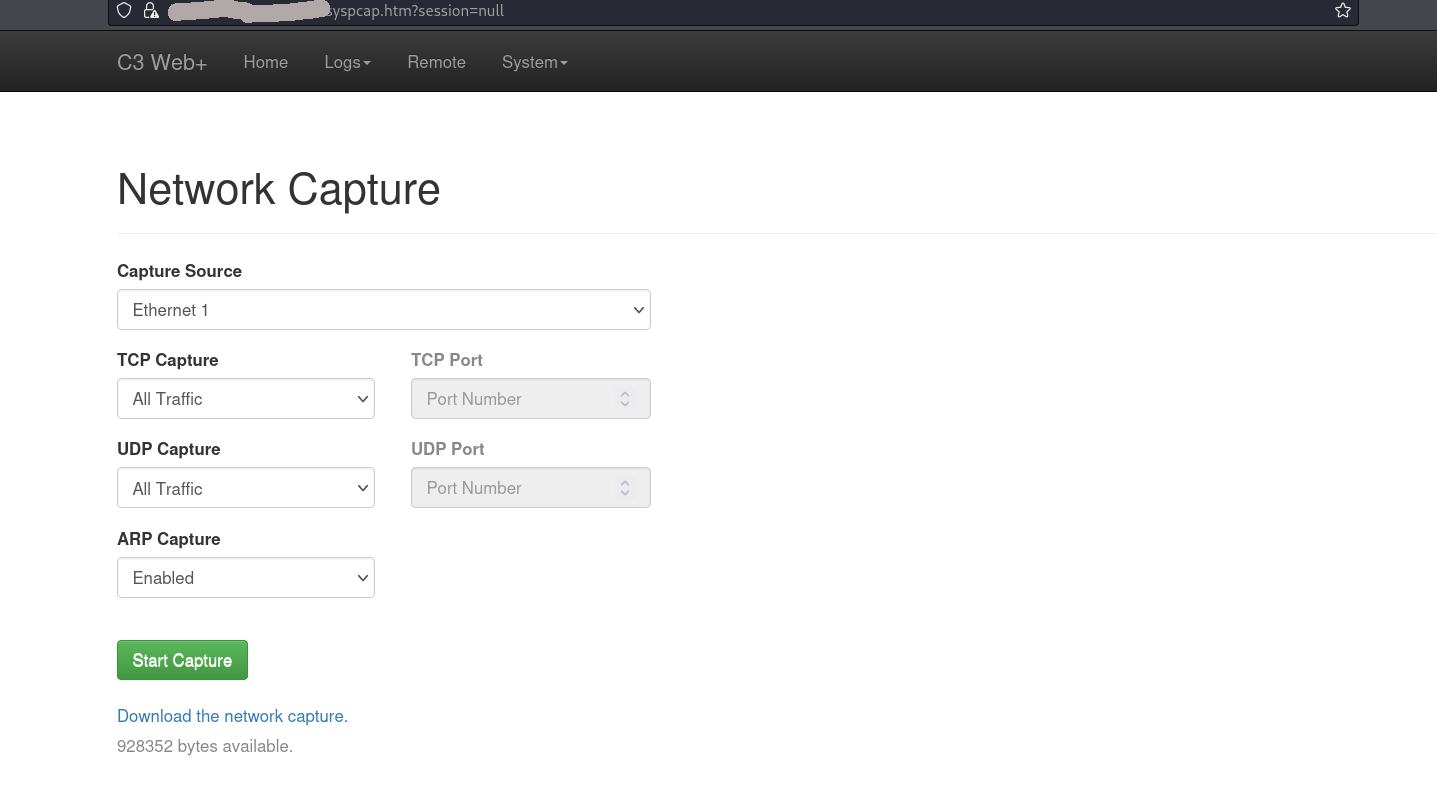 syspcap.htm?session=null
C3 Web+ Home Logs Remote System
Network Capture
Capture Source
Ethernet 1
TCP Capture TCP Port
All Traffic Port Number
UDP Capture UDP Port
All Traffic Port Number
ARP Capture
Enabled
Start Capture
Download the network capture.
928352 bytes available.